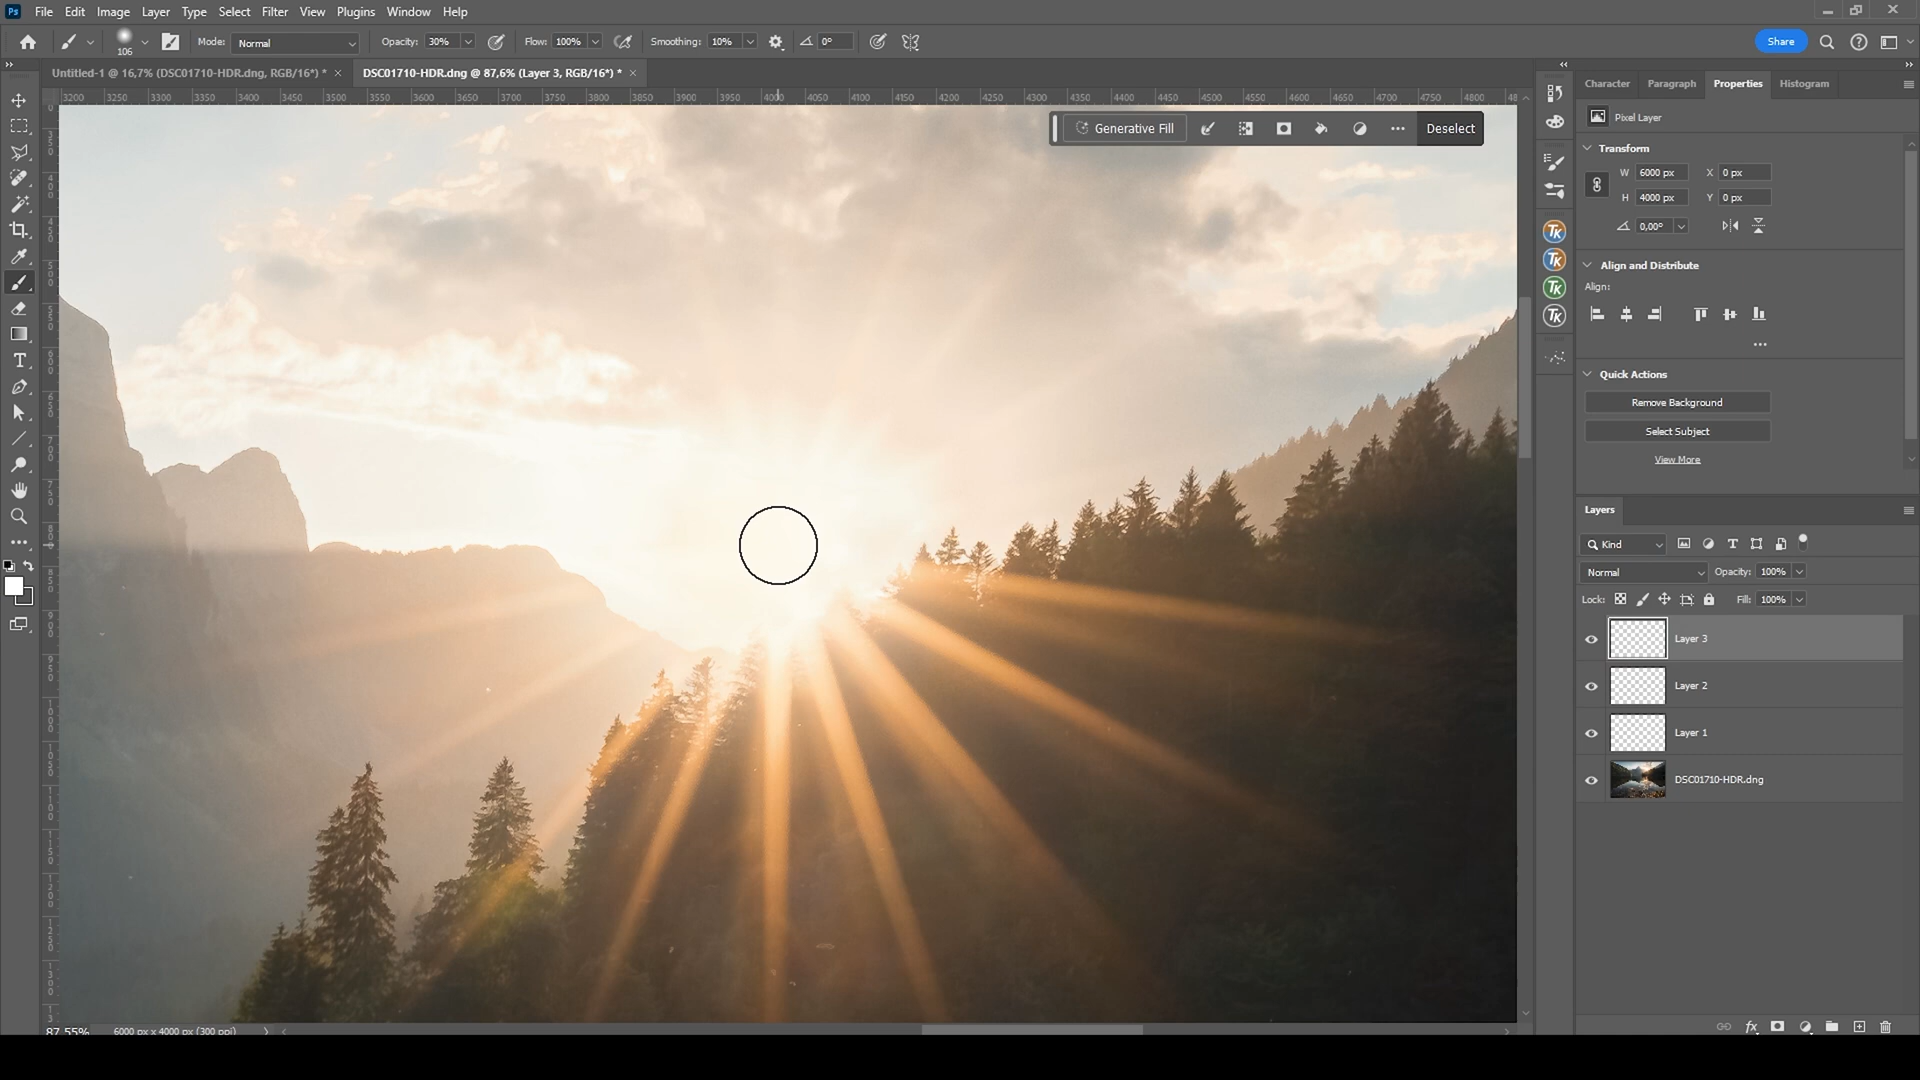 Ps File Edit Image Layer Type Select Filter View Plugins Window Help
106 Mode: Normal Opacity: 30% Flow: 100% Smoothing: 10% 0° Share
Untitled-1 @ 16,7% (DSC01710-HDR.dng, RGB/16*) * × DSC01710-HDR.dng @ 87,6% (Layer 3, RGB/16*) * ×
3200 3250 3300 3350 3400 3450 3500 3550 3600 3650 3700 3750 3800 3850 3900 3950 4000 4050 4100 4150 4200 4250 4300 4350 4400 4450 4500 4550 4600 4650 4700 4750 4800
Generative Fill Deselect
Character Paragraph Properties Histogram
Pixel Layer
Transform
W 6000 px X 0 px
H 4000 px Y 0 px
0,00°
Align and Distribute
Align:
Quick Actions
Remove Background
Select Subject
View More
TK
TK
TK
TK
Layers
Kind
Normal Opacity: 100%
Lock: Fill: 100%
Layer 3
Layer 2
Layer 1
DSC01710-HDR.dng
87,55% 6000 px x 4000 px (300 ppi)